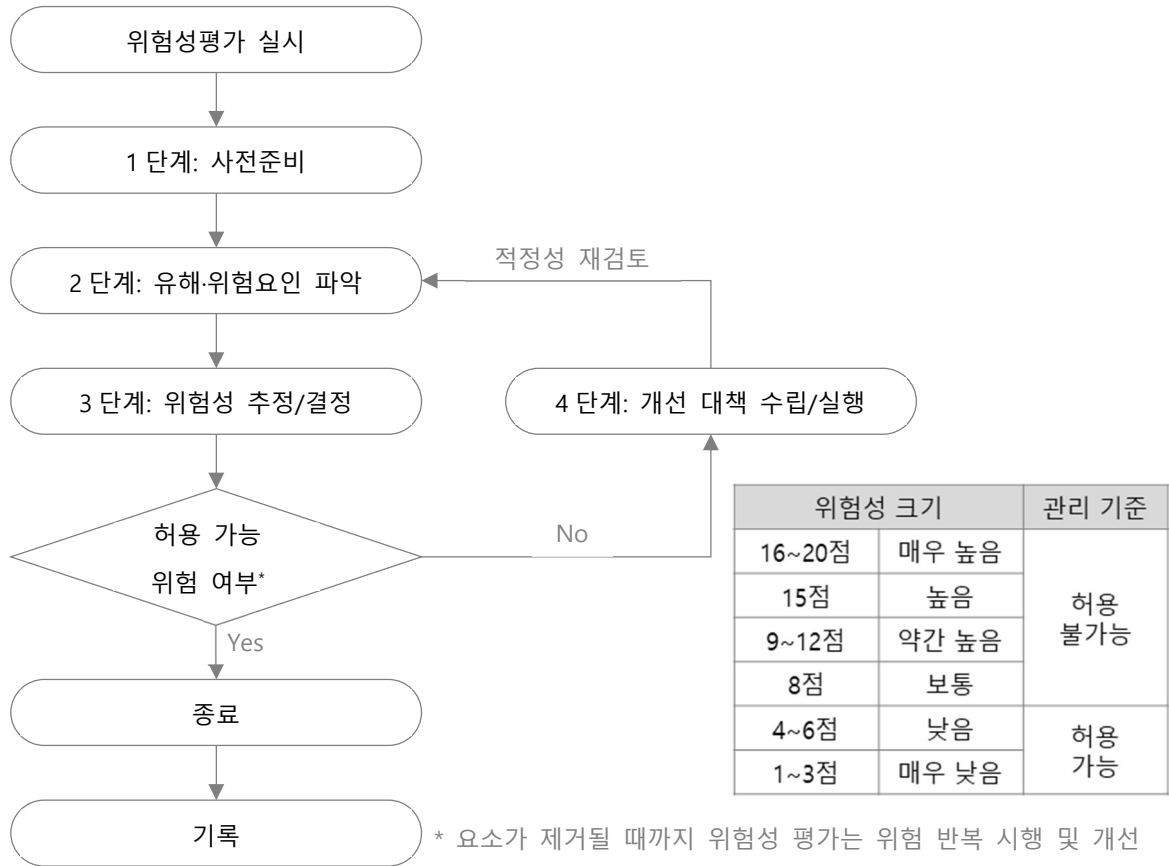 위험성평가 실시
1 단계: 사전준비
적정성 재검토
2 단계: 유해·위험요인 파악
3 단계: 위험성 추정/결정
4 단계: 개선 대책 수립/실행
허용 가능
위험 여부*
No
Yes
종료
기록
위험성 크기 관리 기준
16~20점 매우 높음
15점 높음
허용
불가능
9~12점 약간 높음
8점 보통
4~6점 낮음
허용
가능
1~3점 매우 낮음
* 요소가 제거될 때까지 위험성 평가는 위험 반복 시행 및 개선